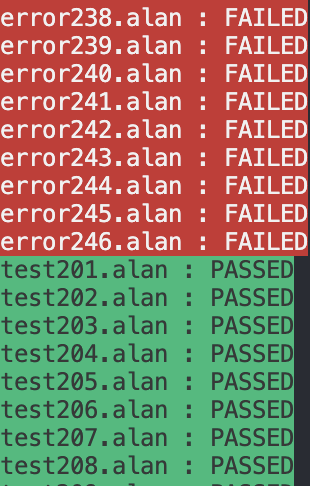 error238.alan : FAILED
error239.alan : FAILED
error240.alan : FAILED
error241.alan : FAILED
error242.alan : FAILED
error243.alan : FAILED
error244.alan : FAILED
error245.alan : FAILED
error246.alan : FAILED
test201.alan : PASSED
test202.alan : PASSED
test203.alan : PASSED
test204.alan : PASSED
test205.alan : PASSED
test206.alan : PASSED
test207.alan : PASSED
test208.alan : PASSED